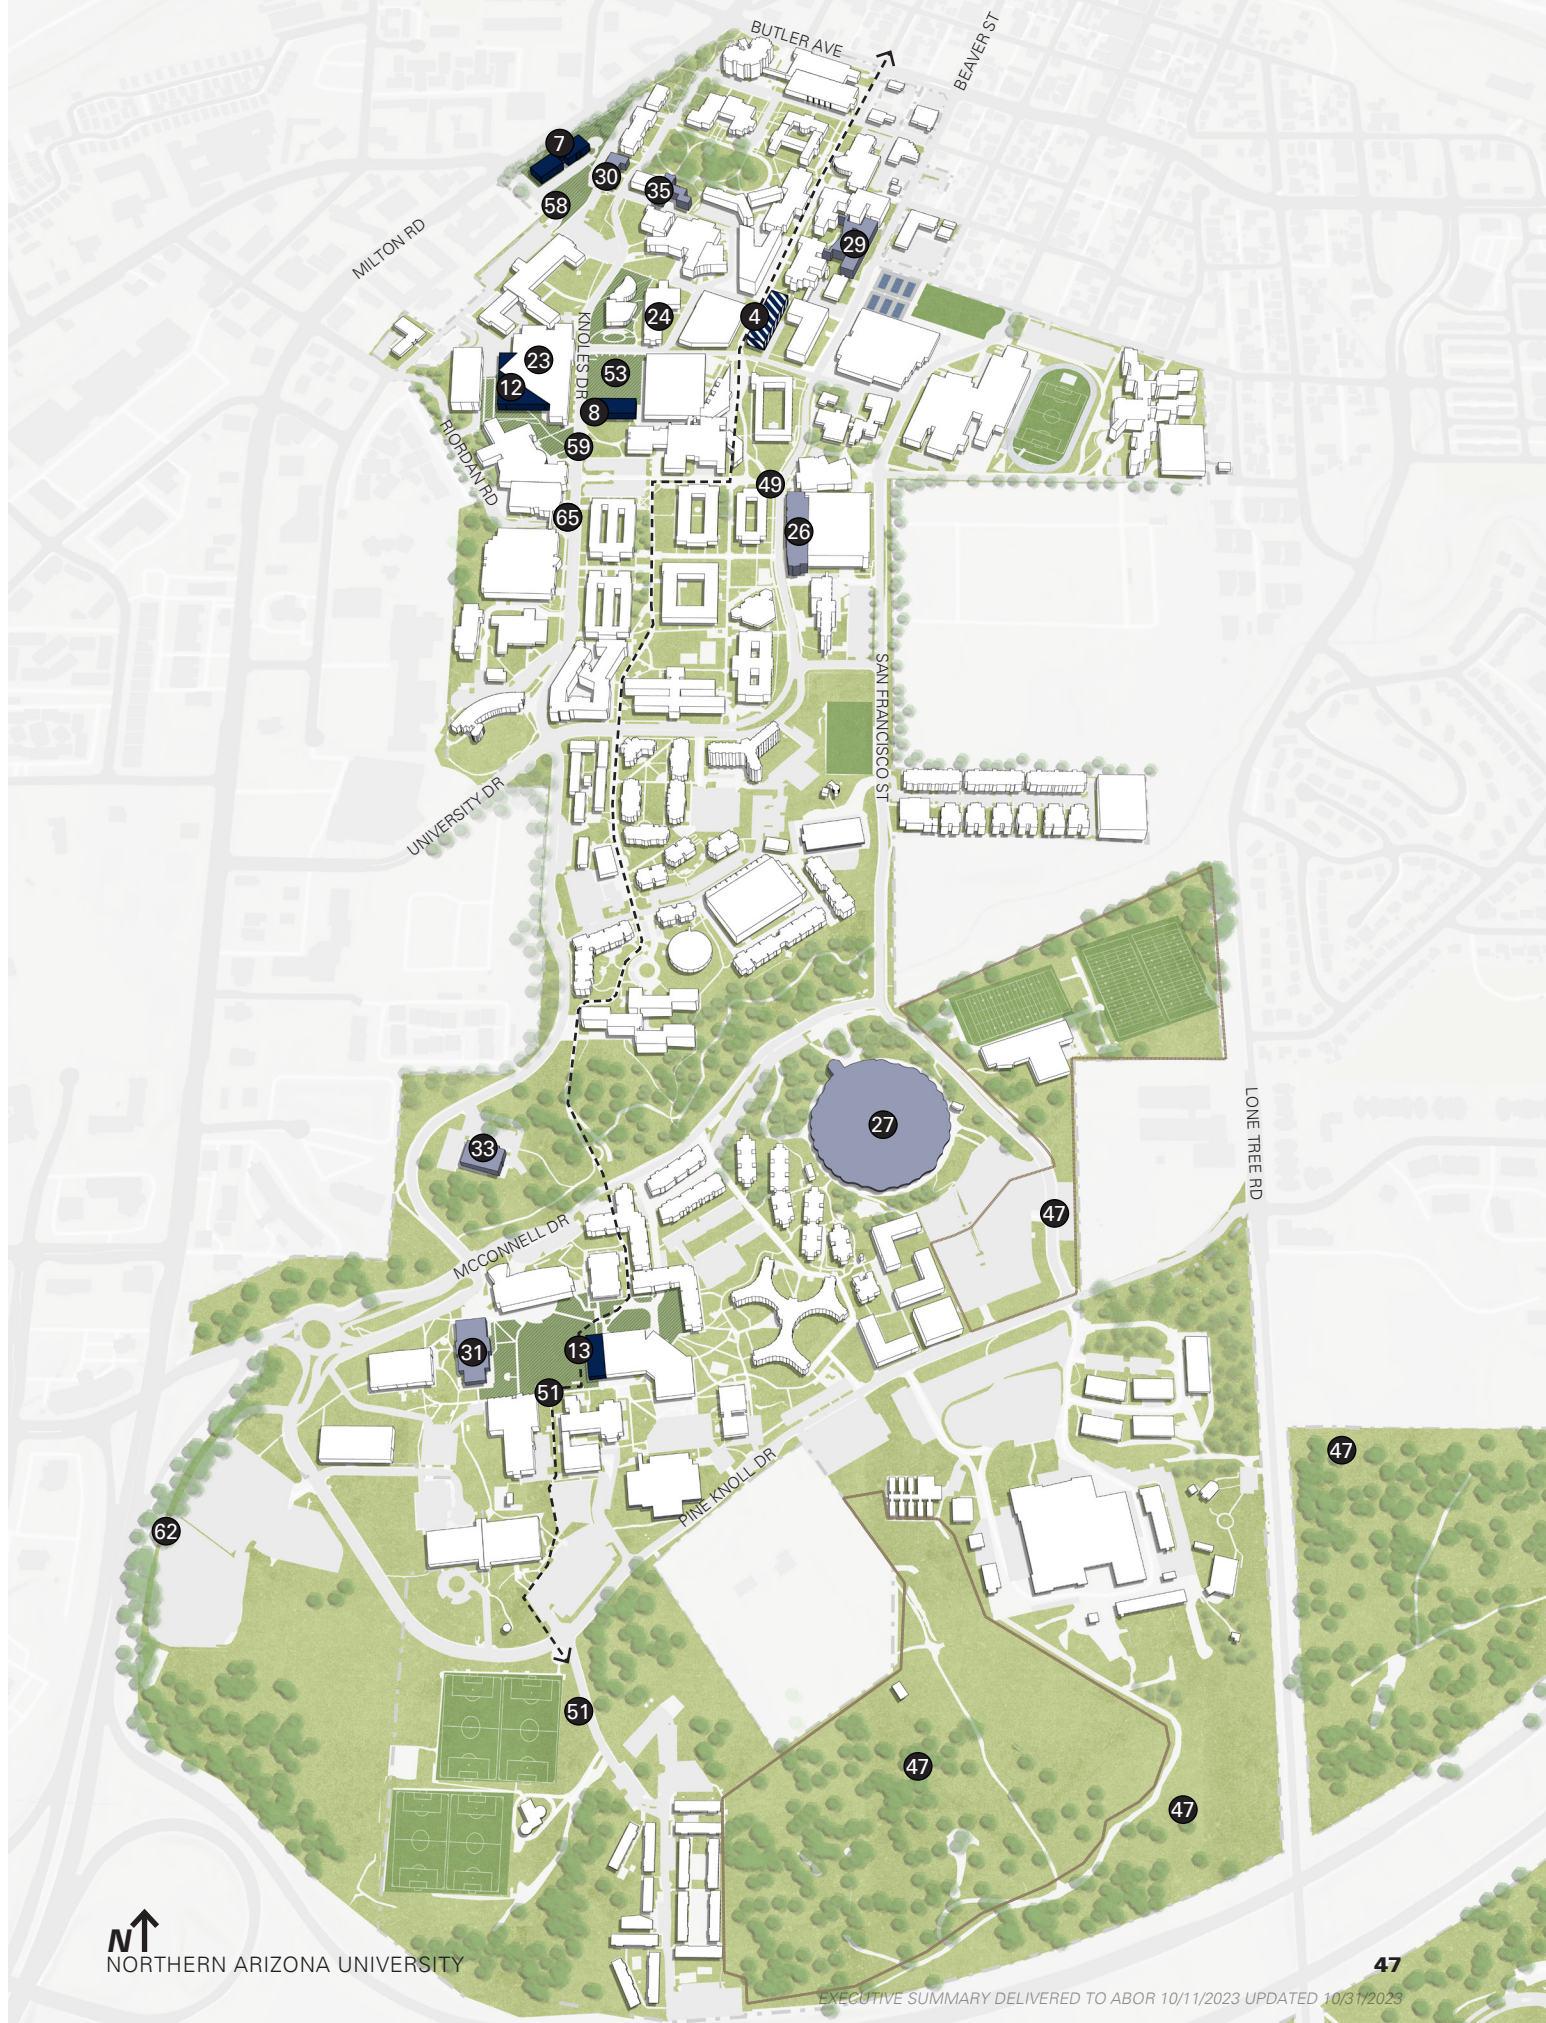 BUTLER AVE
BEAVER ST
7
30
35
58
MILTON RD
29
24
4
KNOLES DR
23
53
12
8
RIORDAN RD
59
49
65
26
SAN FRANCISCO ST
UNIVERSITY DR
27
LONE TREE RD
33
47
MCCONNELL DR
31
13
51
47
PINE KNOLL DR
62
51
47
47
N
NORTHERN ARIZONA UNIVERSITY
47
EXECUTIVE SUMMARY DELIVERED TO ABOR 10/11/2023 UPDATED 10/31/2023